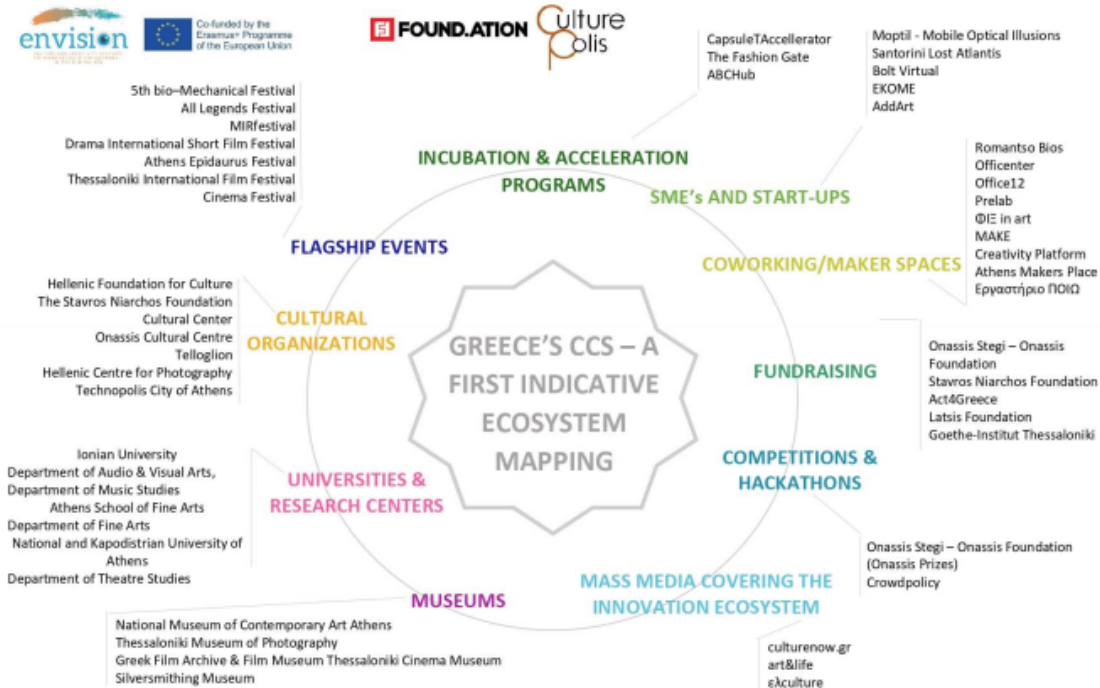 envision
Co-funded by the
Erasmus+ Programme
of the European Union
FOUND.ATION
Culture
Polis
CapsuleTAccellerator
The Fashion Gate
ABCHub
Moptil - Mobile Optical Illusions
Santorini Lost Atlantis
Bolt Virtual
EKOME
AddArt
5th bio–Mechanical Festival
All Legends Festival
MIRfestival
Drama International Short Film Festival
Athens Epidaurus Festival
Thessaloniki International Film Festival
Cinema Festival
INCUBATION & ACCELERATION
PROGRAMS
SME's AND START-UPS
Romantso Bios
Officenter
Office12
Prelab
ΦΙΞ in art
MAKE
Creativity Platform
Athens Makers Place
Εργαστήριο ΠΟΙΩ
FLAGSHIP EVENTS
COWORKING/MAKER SPACES
Hellenic Foundation for Culture
The Stavros Niarchos Foundation
Cultural Center
Onassis Cultural Centre
Telloglion
Hellenic Centre for Photography
Technopolis City of Athens
CULTURAL
ORGANIZATIONS
GREECE'S CCS – A
FIRST INDICATIVE
ECOSYSTEM
MAPPING
FUNDRAISING
Onassis Stegi – Onassis
Foundation
Stavros Niarchos Foundation
Act4Greece
Latsis Foundation
Goethe-Institut Thessaloniki
Ionian University
Department of Audio & Visual Arts,
Department of Music Studies
Athens School of Fine Arts
Department of Fine Arts
National and Kapodistrian University of
Athens
Department of Theatre Studies
UNIVERSITIES &
RESEARCH CENTERS
COMPETITIONS &
HACKATHONS
Onassis Stegi – Onassis Foundation
(Onassis Prizes)
Crowdpolicy
MUSEUMS
MASS MEDIA COVERING THE
INNOVATION ECOSYSTEM
National Museum of Contemporary Art Athens
Thessaloniki Museum of Photography
Greek Film Archive & Film Museum Thessaloniki Cinema Museum
Silversmithing Museum
culturenow.gr
art&life
ελculture